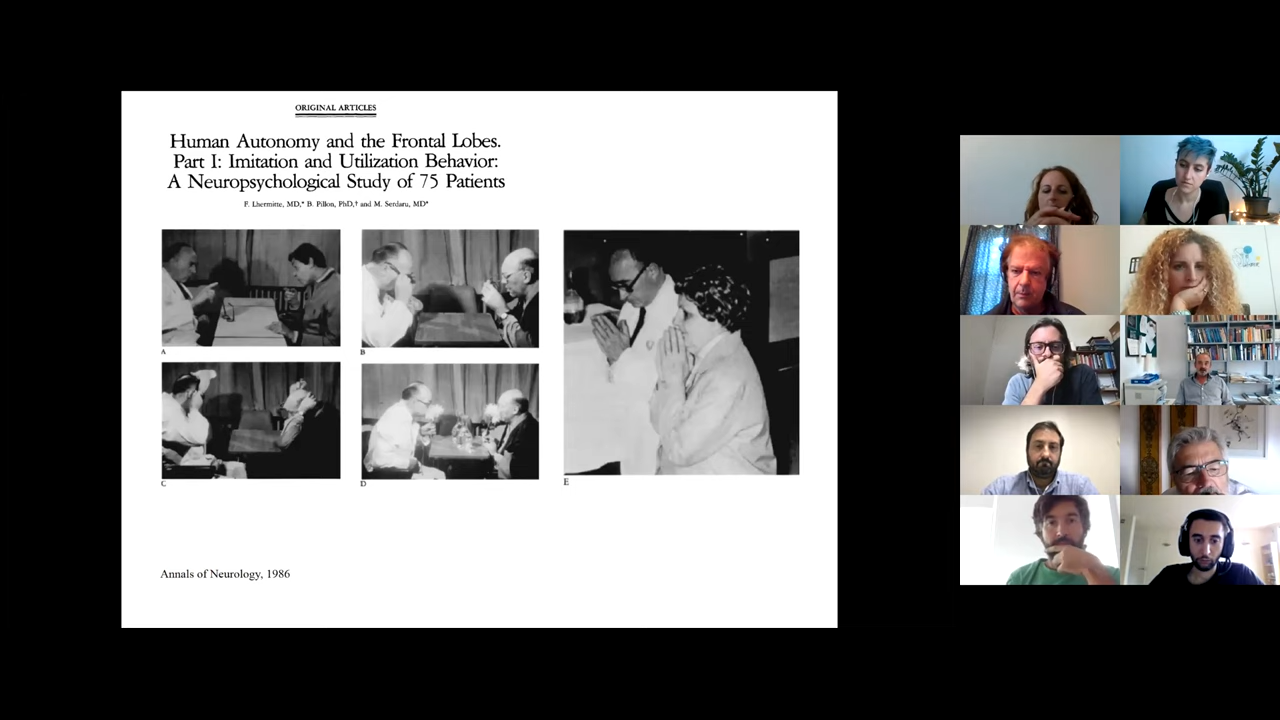 ORIGINAL ARTICLES
Human Autonomy and the Frontal Lobes.
Part I: Imitation and Utilization Behavior:
A Neuropsychological Study of 75 Patients
F. Lhermitte, MD,* B. Pillon, PhD,† and M. Serdaru, MD*
A
B
C
D
E
Annals of Neurology, 1986